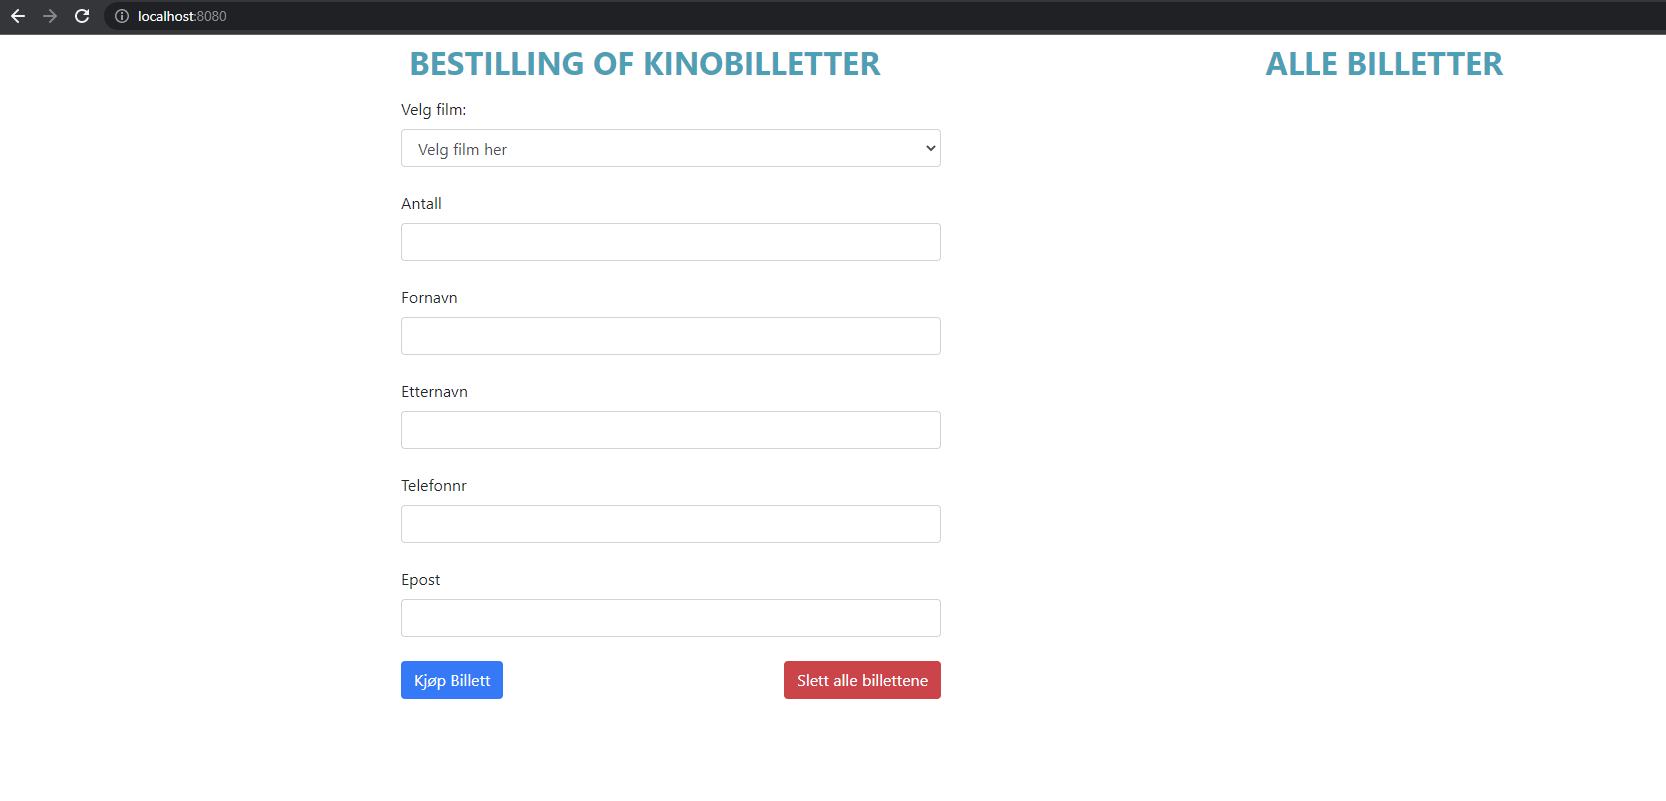 localhost:8080
BESTILLING OF KINOBILLETTER
ALLE BILLETTER
Velg film:
Velg film her
Antall
Fornavn
Etternavn
Telefonnr
Epost
Kjøp Billett
Slett alle billettene